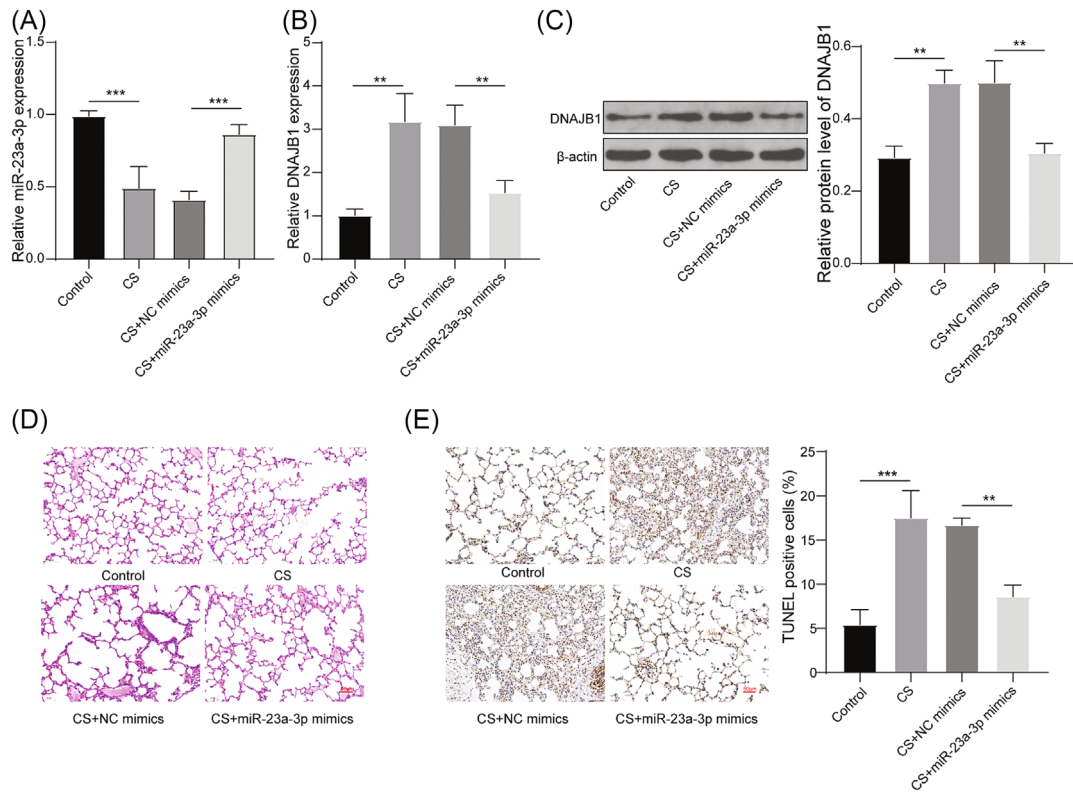 (A)
Relative miR-23a-3p expression
1.5
1.0
0.5
0.0
***
***
Control
CS
CS+NC mimics
CS+miR-23a-3p mimics
(B)
Relative DNAJB1 expression
5
4
3
2
1
0
**
**
Control
CS
CS+NC mimics
CS+miR-23a-3p mimics
(C)
DNAJB1
β-actin
Control
CS
CS+NC mimics
CS+miR-23a-3p mimics
Relative protein level of DNAJB1
0.6
0.4
0.2
0.0
**
**
Control
CS
CS+NC mimics
CS+miR-23a-3p mimics
(D)
Control
CS
CS+NC mimics
CS+miR-23a-3p mimics
(E)
Control
CS
CS+NC mimics
CS+miR-23a-3p mimics
TUNEL positive cells (%)
25
20
15
10
5
0
***
**
Control
CS
CS+NC mimics
CS+miR-23a-3p mimics